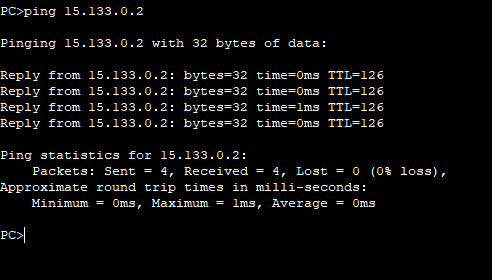 PC>ping 15.133.0.2
Pinging 15.133.0.2 with 32 bytes of data:
Reply from 15.133.0.2: bytes=32 time=0ms TTL=126
Reply from 15.133.0.2: bytes=32 time=0ms TTL=126
Reply from 15.133.0.2: bytes=32 time=1ms TTL=126
Reply from 15.133.0.2: bytes=32 time=0ms TTL=126
Ping statistics for 15.133.0.2:
    Packets: Sent = 4, Received = 4, Lost = 0 (0% loss),
Approximate round trip times in milli-seconds:
    Minimum = 0ms, Maximum = 1ms, Average = 0ms
PC>